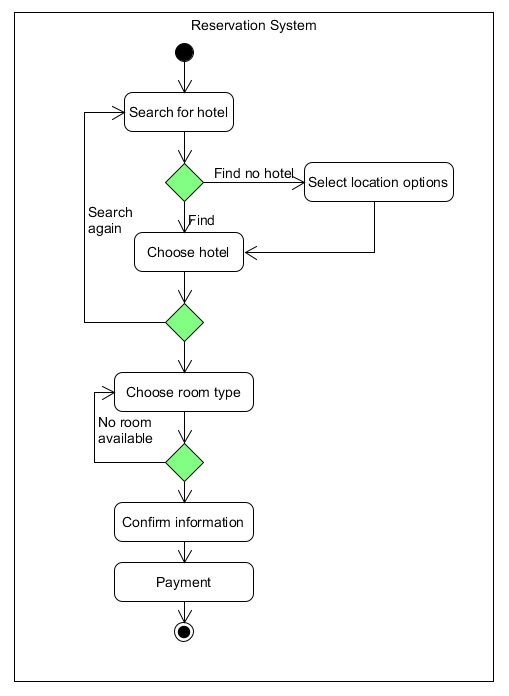 Reservation System
Search for hotel
Find no hotel
Select location options
Search
again
Find
Choose hotel
Choose room type
No room
available
Confirm information
Payment